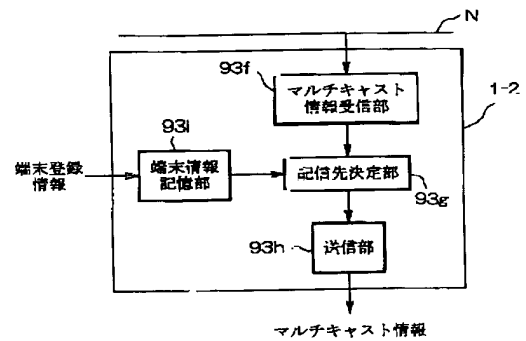 N
93f
マルチキャスト
情報受信部
1-2
93i
端末登録
情報
端末情報
記憶部
配信先決定部
93g
93h
送信部
マルチキャスト情報